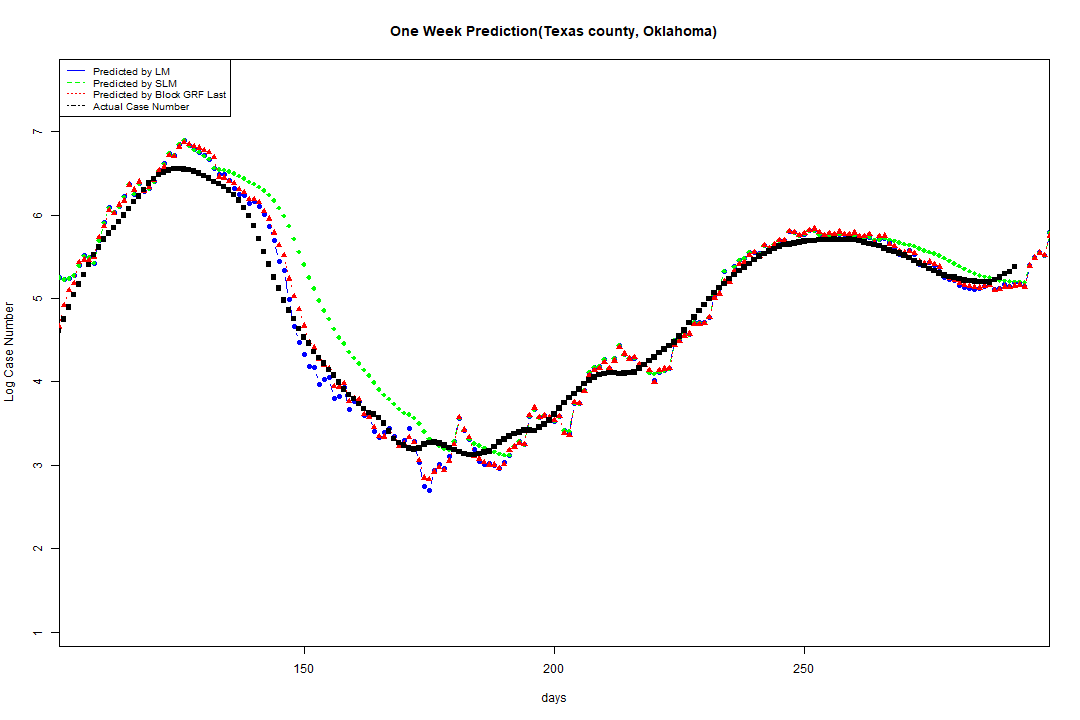 One Week Prediction(Texas county, Oklahoma)
Predicted by LM
Predicted by SLM
Predicted by Block GRF Last
Actual Case Number
7
6
5
4
3
2
1
Log Case Number
150 200 250
days